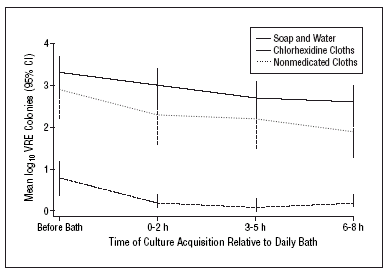 Soap and Water
Chlorhexidine Cloths
Nonmedicated Cloths
Mean log10 VRE Colonies (95% CI)
4
3
2
1
0
Before Bath
0-2 h
3-5 h
6-8 h
Time of Culture Acquisition Relative to Daily Bath